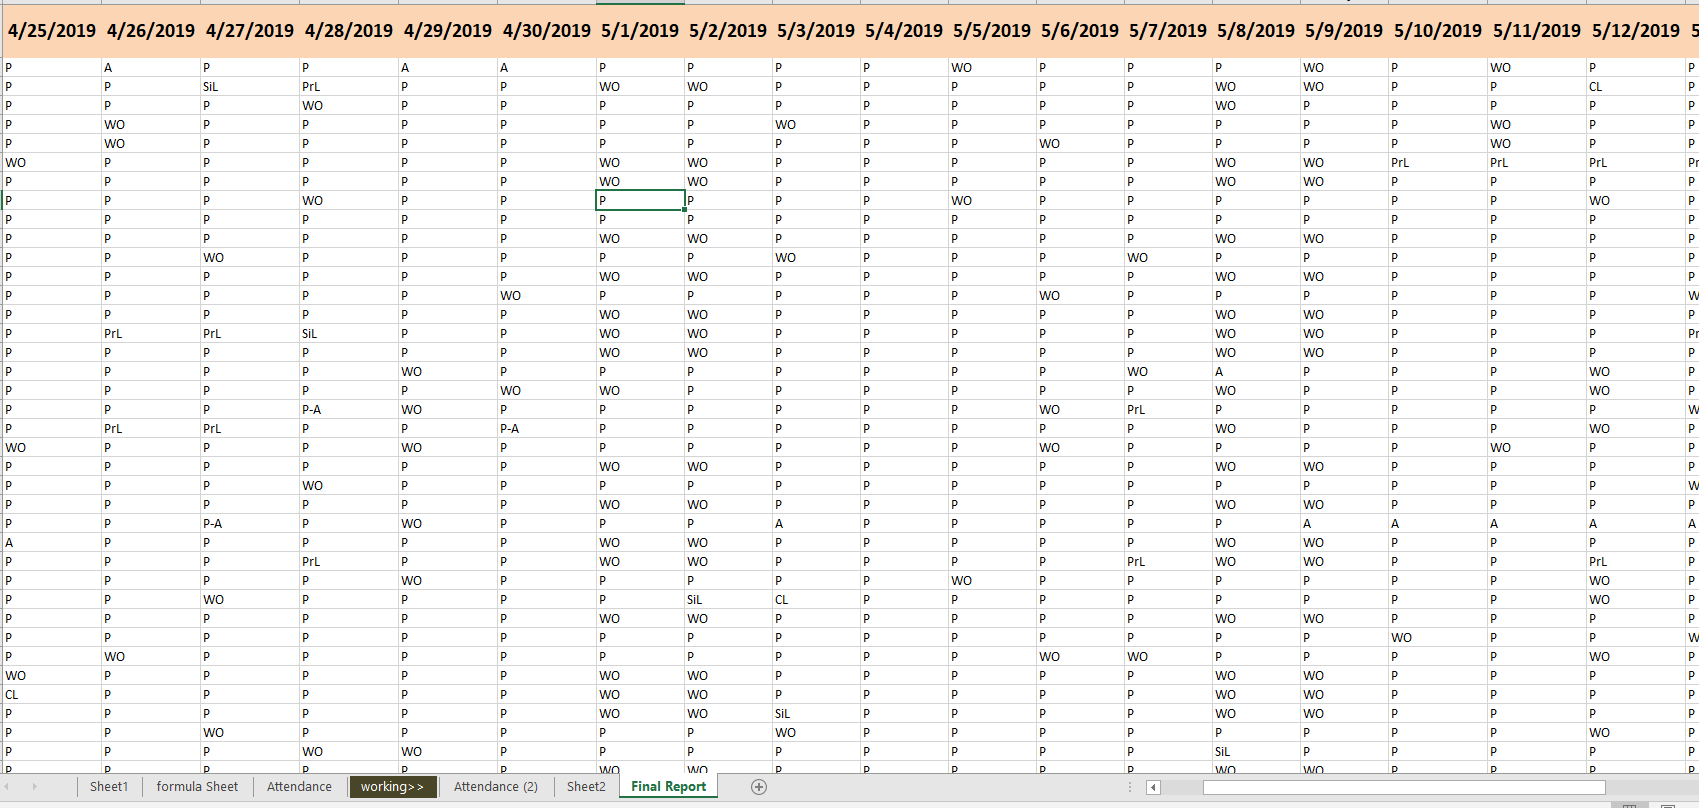 4/25/2019 4/26/2019 4/27/2019 4/28/2019 4/29/2019 4/30/2019 5/1/2019 5/2/2019 5/3/2019 5/4/2019 5/5/2019 5/6/2019 5/7/2019 5/8/2019 5/9/2019 5/10/2019 5/11/2019 5/12/2019 5
P A P P A A P P P P WO P P P WO P WO P P
P P SiL PrL P P WO WO P P P P P WO WO P P CL P
P P P WO P P P P P P P P P WO P P P P P
P WO P P P P P P WO P P P P P P P WO P P
P WO P P P P P P P P P WO P P P P WO P P
WO P P P P P WO WO P P P P P WO WO PrL PrL PrL Pr
P P P P P P WO WO P P P P P WO WO P P P P
P P P WO P P P P P P WO P P P P P P WO P
P P P P P P P P P P P P P P P P P P P
P P P P P P WO WO P P P P P WO WO P P P P
P P WO P P P P P WO P P P WO P P P P P P
P P P P P P WO WO P P P P P WO WO P P P P
P P P P P WO P P P P P WO P P P P P P W
P P P P P P WO WO P P P P P WO WO P P P P
P PrL PrL SiL P P WO WO P P P P P WO WO P P P Pr
P P P P P P WO WO P P P P P WO WO P P P P
P P P P WO P P P P P P P WO A P P P WO P
P P P P P WO WO P P P P P P WO P P P WO P
P P P P-A WO P P P P P P WO PrL P P P P P W
P PrL PrL P P P-A P P P P P P P WO P P P WO P
WO P P P WO P P P P P P WO P P P P WO P P
P P P P P P WO WO P P P P P WO WO P P P P
P P P WO P P P P P P P P P P P P P P W
P P P P P P WO WO P P P P P WO WO P P P P
P P P-A P WO P P P A P P P P P A A A A A
A P P P P P WO WO P P P P P WO WO P P P P
P P P PrL P P WO WO P P P P PrL WO WO P P PrL P
P P P P WO P P P P P WO P P P P P P WO P
P P WO P P P P SiL CL P P P P P P P P WO P
P P P P P P WO WO P P P P P WO WO P P P P
P P P P P P P P P P P P P P P WO P P W
P WO P P P P P P P P P WO WO P P P P WO P
WO P P P P P WO WO P P P P P WO WO P P P P
CL P P P P P WO WO P P P P P WO WO P P P P
P P P P P P WO WO SiL P P P P WO WO P P P P
P P WO P P P P P WO P P P P P P P P WO P
P P P WO WO P P P P P P P P SiL P P P P P
P P P P P P WO WO P P P P P WO WO P P P P
Sheet1 formula Sheet Attendance working>> Attendance (2) Sheet2 Final Report